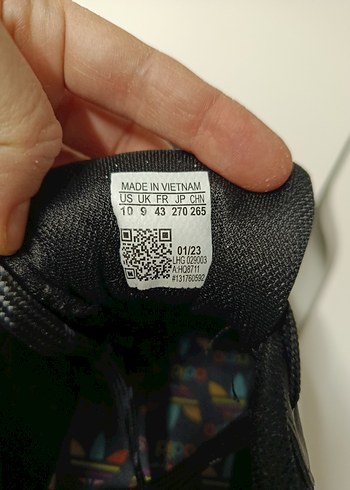 MADE IN VIETNAM
US UK FR JP CHN
10 9 43 270 265
01/23
LHG 029003
A:HQ8711
#131760592